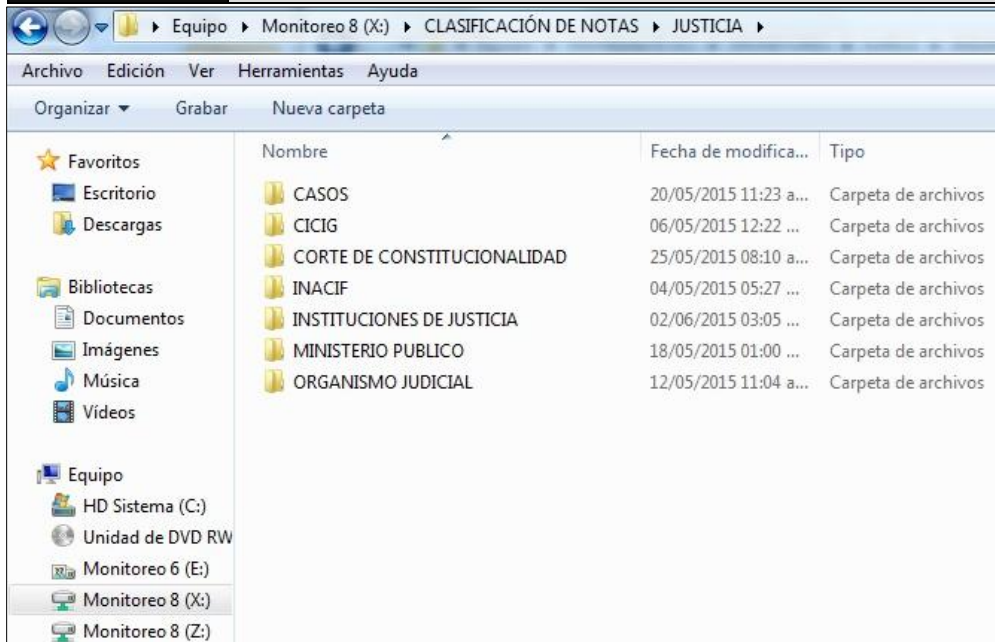 Equipo Monitoreo 8 (X:) CLASIFICACIÓN DE NOTAS JUSTICIA
Archivo Edición Ver Herramientas Ayuda
Organizar Grabar Nueva carpeta
Favoritos
Escritorio
Descargas
Bibliotecas
Documentos
Imágenes
Música
Vídeos
Equipo
HD Sistema (C:)
Unidad de DVD RW
Monitoreo 6 (E:)
Monitoreo 8 (X:)
Monitoreo 8 (Z:)
Nombre Fecha de modifica... Tipo
CASOS 20/05/2015 11:23 a... Carpeta de archivos
CICIG 06/05/2015 12:22 ... Carpeta de archivos
CORTE DE CONSTITUCIONALIDAD 25/05/2015 08:10 a... Carpeta de archivos
INACIF 04/05/2015 05:27 ... Carpeta de archivos
INSTITUCIONES DE JUSTICIA 02/06/2015 03:05 ... Carpeta de archivos
MINISTERIO PUBLICO 18/05/2015 01:00 ... Carpeta de archivos
ORGANISMO JUDICIAL 12/05/2015 11:04 a... Carpeta de archivos